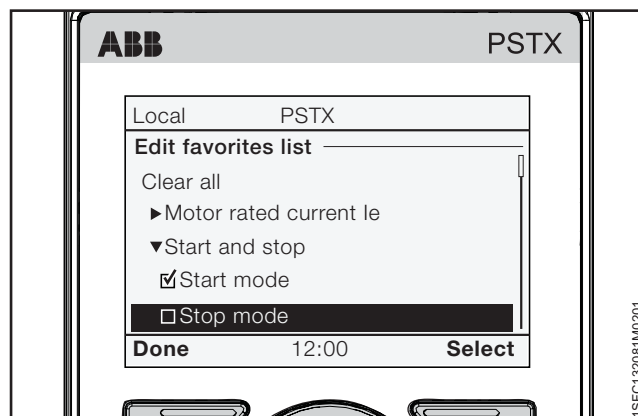 ABB PSTX
Local PSTX
Edit favorites list
Clear all
▶Motor rated current Ie
▼Start and stop
☑Start mode
☐Stop mode
Done 12:00 Select
1SFC132081M0201